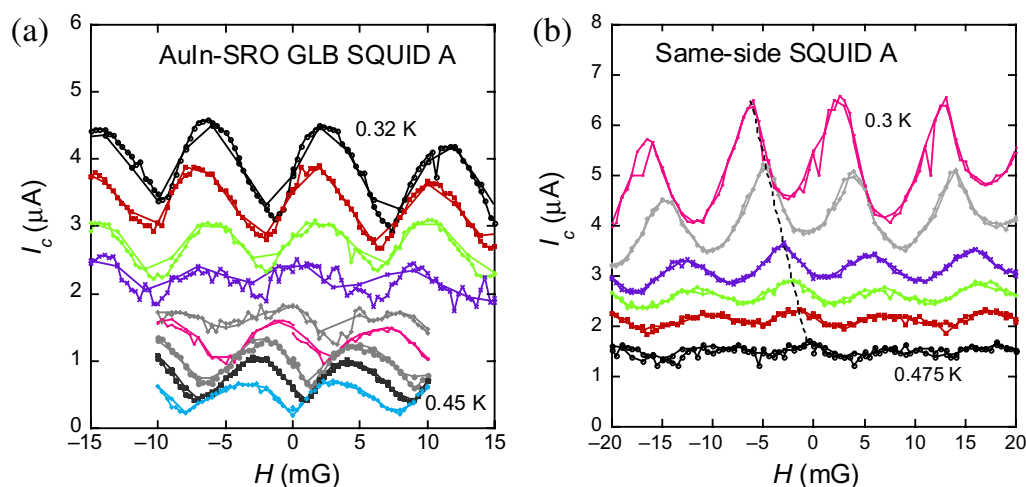 (a)
AuIn-SRO GLB SQUID A
0.32 K
0.45 K
6
5
4
3
2
1
0
I_c (μA)
–15 –10 –5 0 5 10 15
H (mG)
(b)
Same-side SQUID A
0.3 K
0.475 K
8
7
6
5
4
3
2
1
0
I_c (μA)
–20 –15 –10 –5 0 5 10 15 20
H (mG)